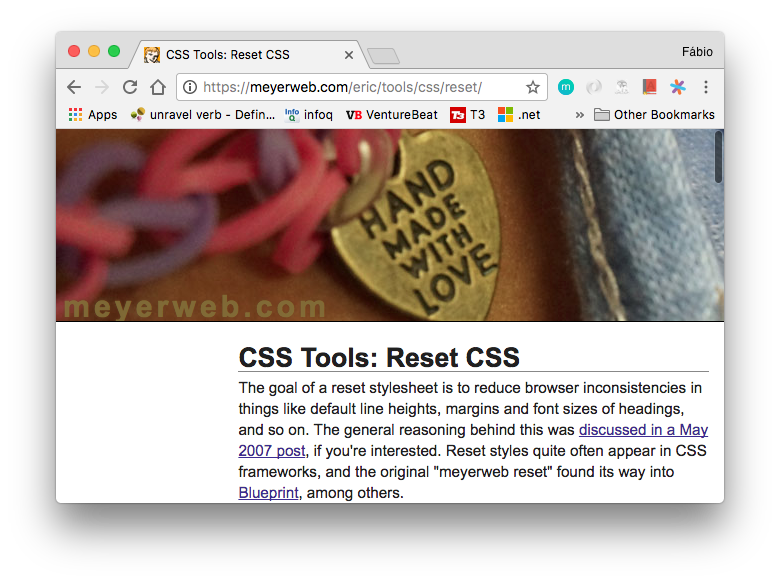 CSS Tools: Reset CSS
Fábio
https://meyerweb.com/eric/tools/css/reset/
m
Apps
unravel verb - Defin...
Info Q
infoq
VB VentureBeat
T3 T3
.net
» Other Bookmarks
HAND
MADE
WITH
LOVE
meyerweb.com
CSS Tools: Reset CSS
The goal of a reset stylesheet is to reduce browser inconsistencies in
things like default line heights, margins and font sizes of headings,
and so on. The general reasoning behind this was discussed in a May
2007 post, if you're interested. Reset styles quite often appear in CSS
frameworks, and the original "meyerweb reset" found its way into
Blueprint, among others.